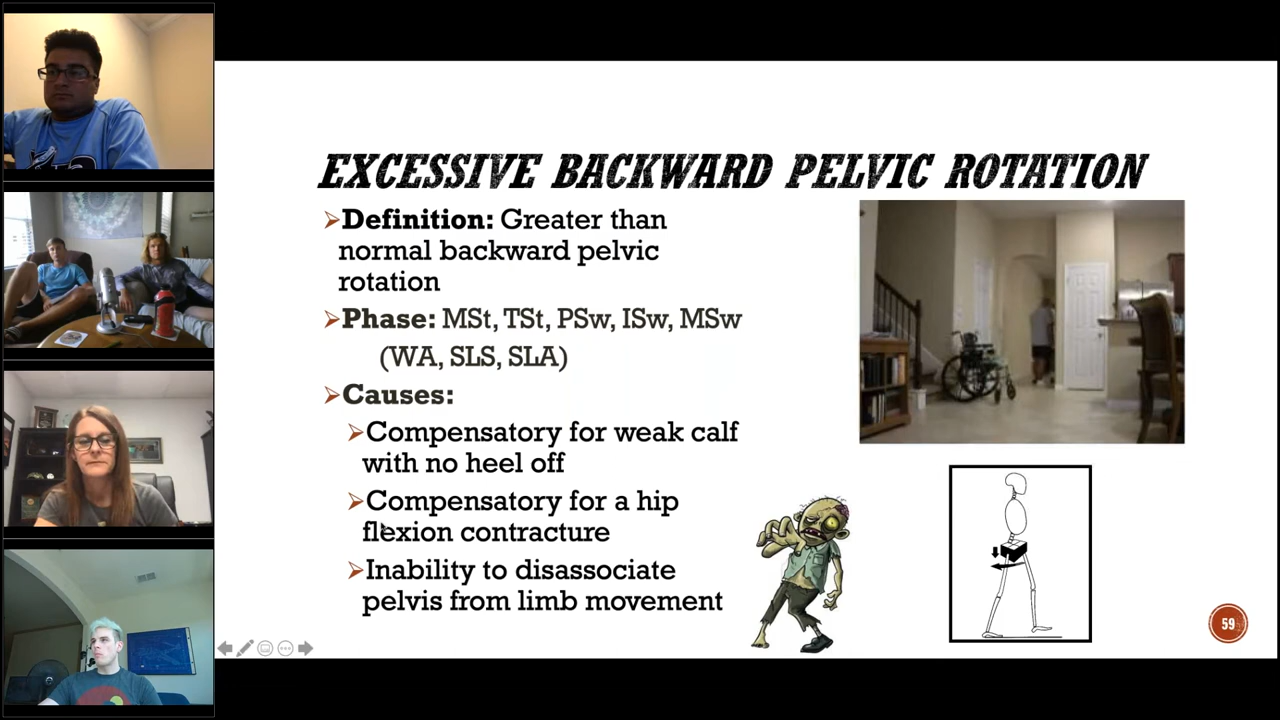 EXCESSIVE BACKWARD PELVIC ROTATION
Definition: Greater than
normal backward pelvic
rotation
Phase: MSt, TSt, PSw, ISw, MSw
(WA, SLS, SLA)
Causes:
Compensatory for weak calf
with no heel off
Compensatory for a hip
flexion contracture
Inability to disassociate
pelvis from limb movement
59